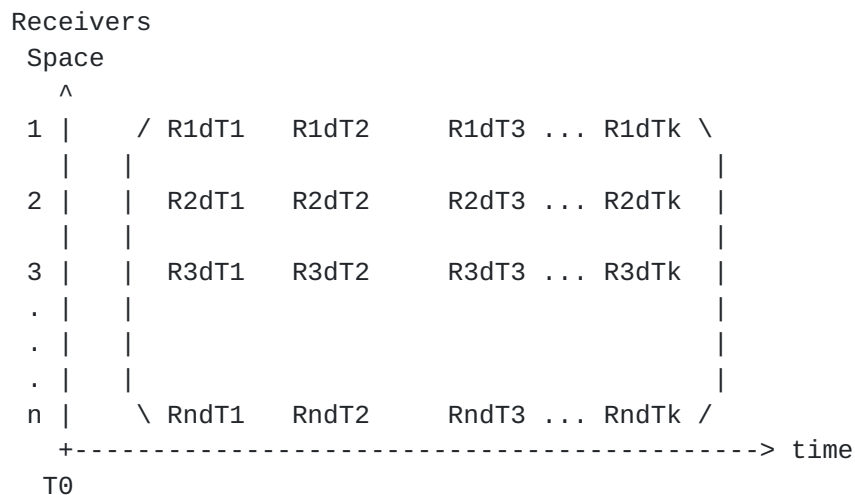 Receivers
 Space
   ^
 1 |    / R1dT1   R1dT2     R1dT3 ... R1dTk \
   |   |                                     |
 2 |   |  R2dT1   R2dT2     R2dT3 ... R2dTk  |
   |   |                                     |
 3 |   |  R3dT1   R3dT2     R3dT3 ... R3dTk  |
 . |   |                                     |
 . |   |                                     |
 . |   |                                     |
 n |    \ RndT1   RndT2     RndT3 ... RndTk /
   +--------------------------------------------> time
  T0